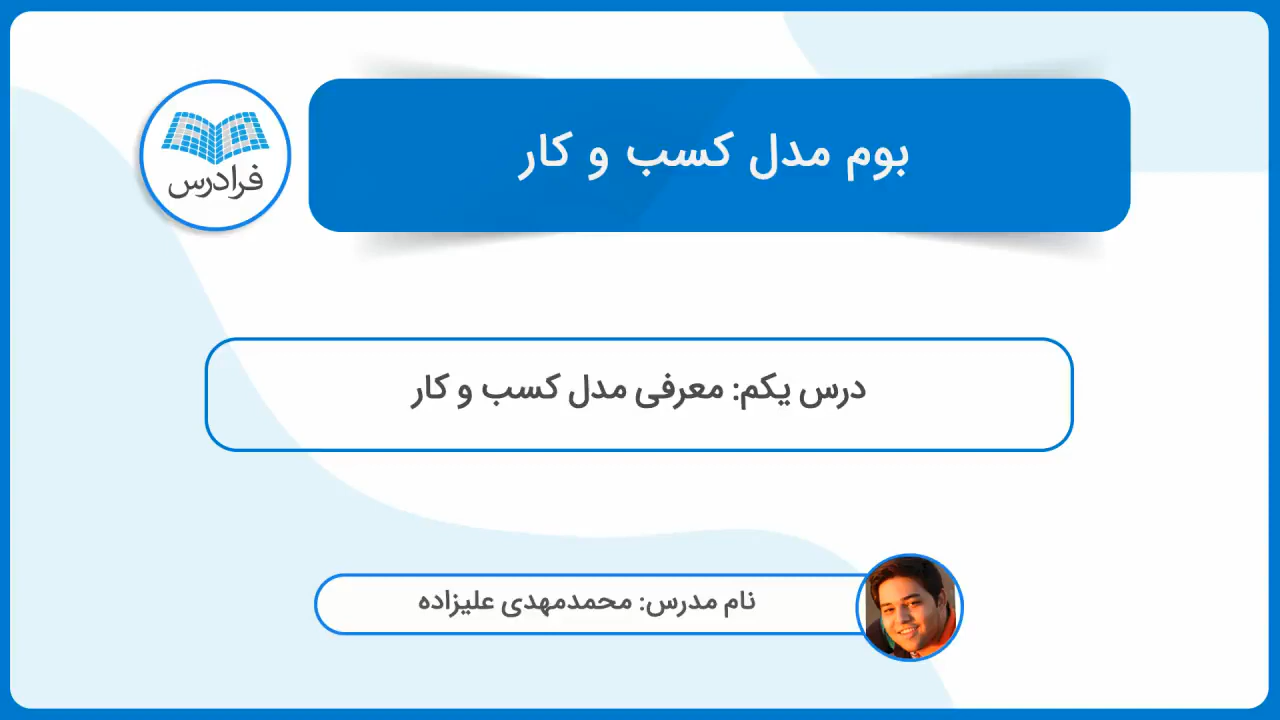 بوم مدل کسب و کار
فرادرس
درس یکم: معرفی مدل کسب و کار
نام مدرس: محمدمهدی علیزاده